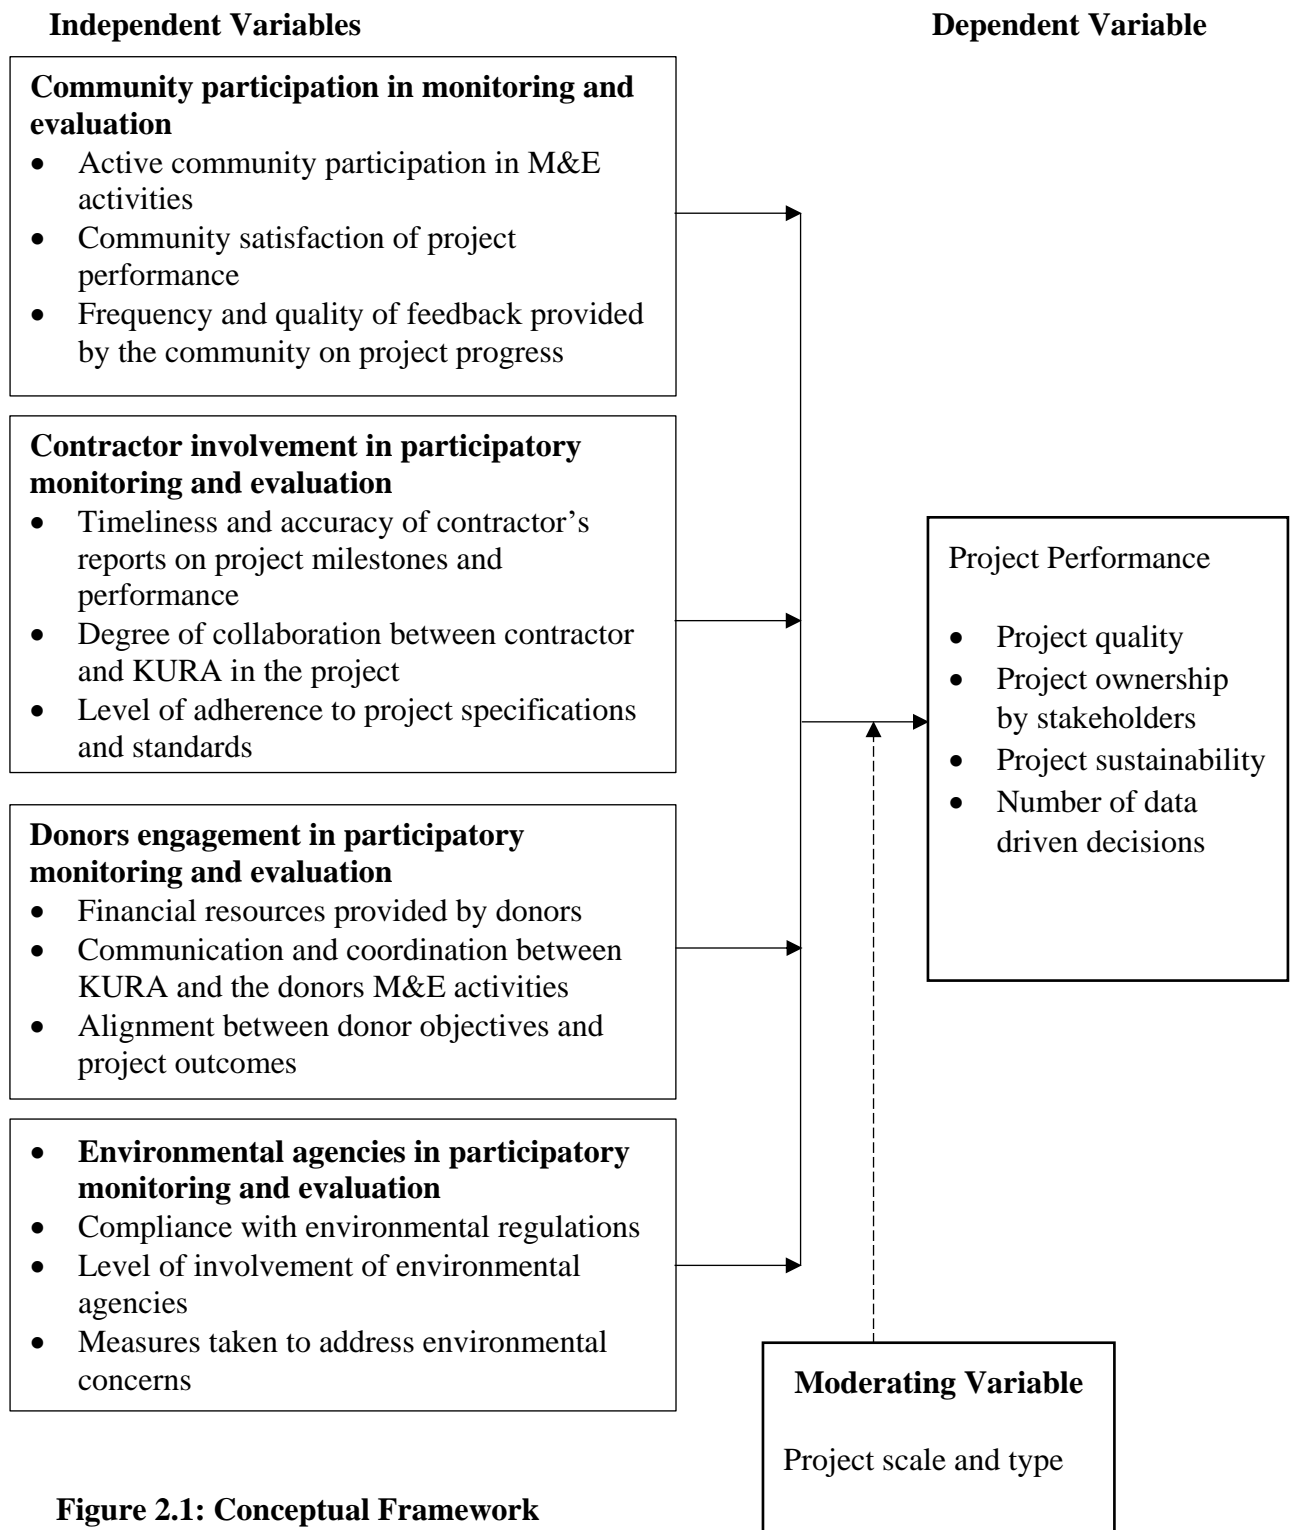 Independent Variables
Dependent Variable
Community participation in monitoring and
evaluation
• Active community participation in M&E
activities
• Community satisfaction of project
performance
• Frequency and quality of feedback provided
by the community on project progress
Contractor involvement in participatory
monitoring and evaluation
• Timeliness and accuracy of contractor’s
reports on project milestones and
performance
• Degree of collaboration between contractor
and KURA in the project
• Level of adherence to project specifications
and standards
Donors engagement in participatory
monitoring and evaluation
• Financial resources provided by donors
• Communication and coordination between
KURA and the donors M&E activities
• Alignment between donor objectives and
project outcomes
• Environmental agencies in participatory
monitoring and evaluation
• Compliance with environmental regulations
• Level of involvement of environmental
agencies
• Measures taken to address environmental
concerns
Project Performance
• Project quality
• Project ownership
by stakeholders
• Project sustainability
• Number of data
driven decisions
Moderating Variable
Project scale and type
Figure 2.1: Conceptual Framework